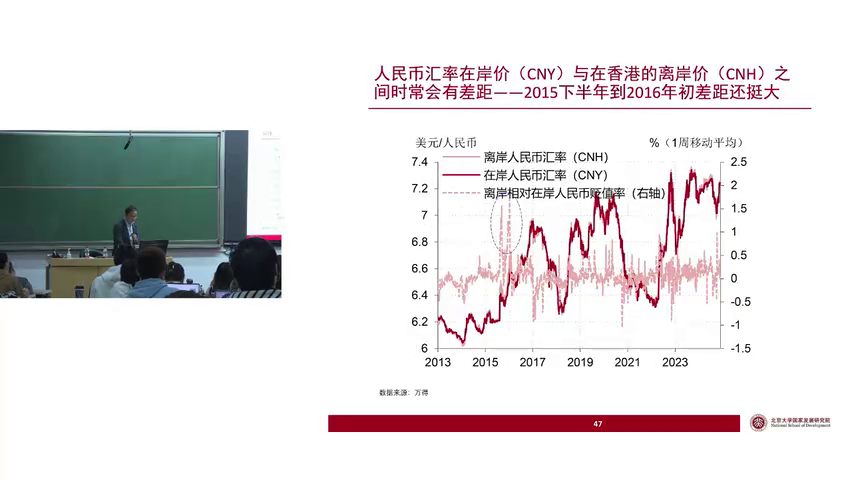 人民币汇率在岸价（CNY）与在香港的离岸价（CNH）之
间时常会有差距——2015下半年到2016年初差距还挺大
美元/人民币
%（1周移动平均）
离岸人民币汇率（CNH）
在岸人民币汇率（CNY）
离岸相对在岸人民币贬值率（右轴）
7.4
7.2
7
6.8
6.6
6.4
6.2
6
2.5
2
1.5
1
0.5
0
-0.5
-1
-1.5
2013
2015
2017
2019
2021
2023
数据来源：万得
47
北京大学国家发展研究院
National School of Development